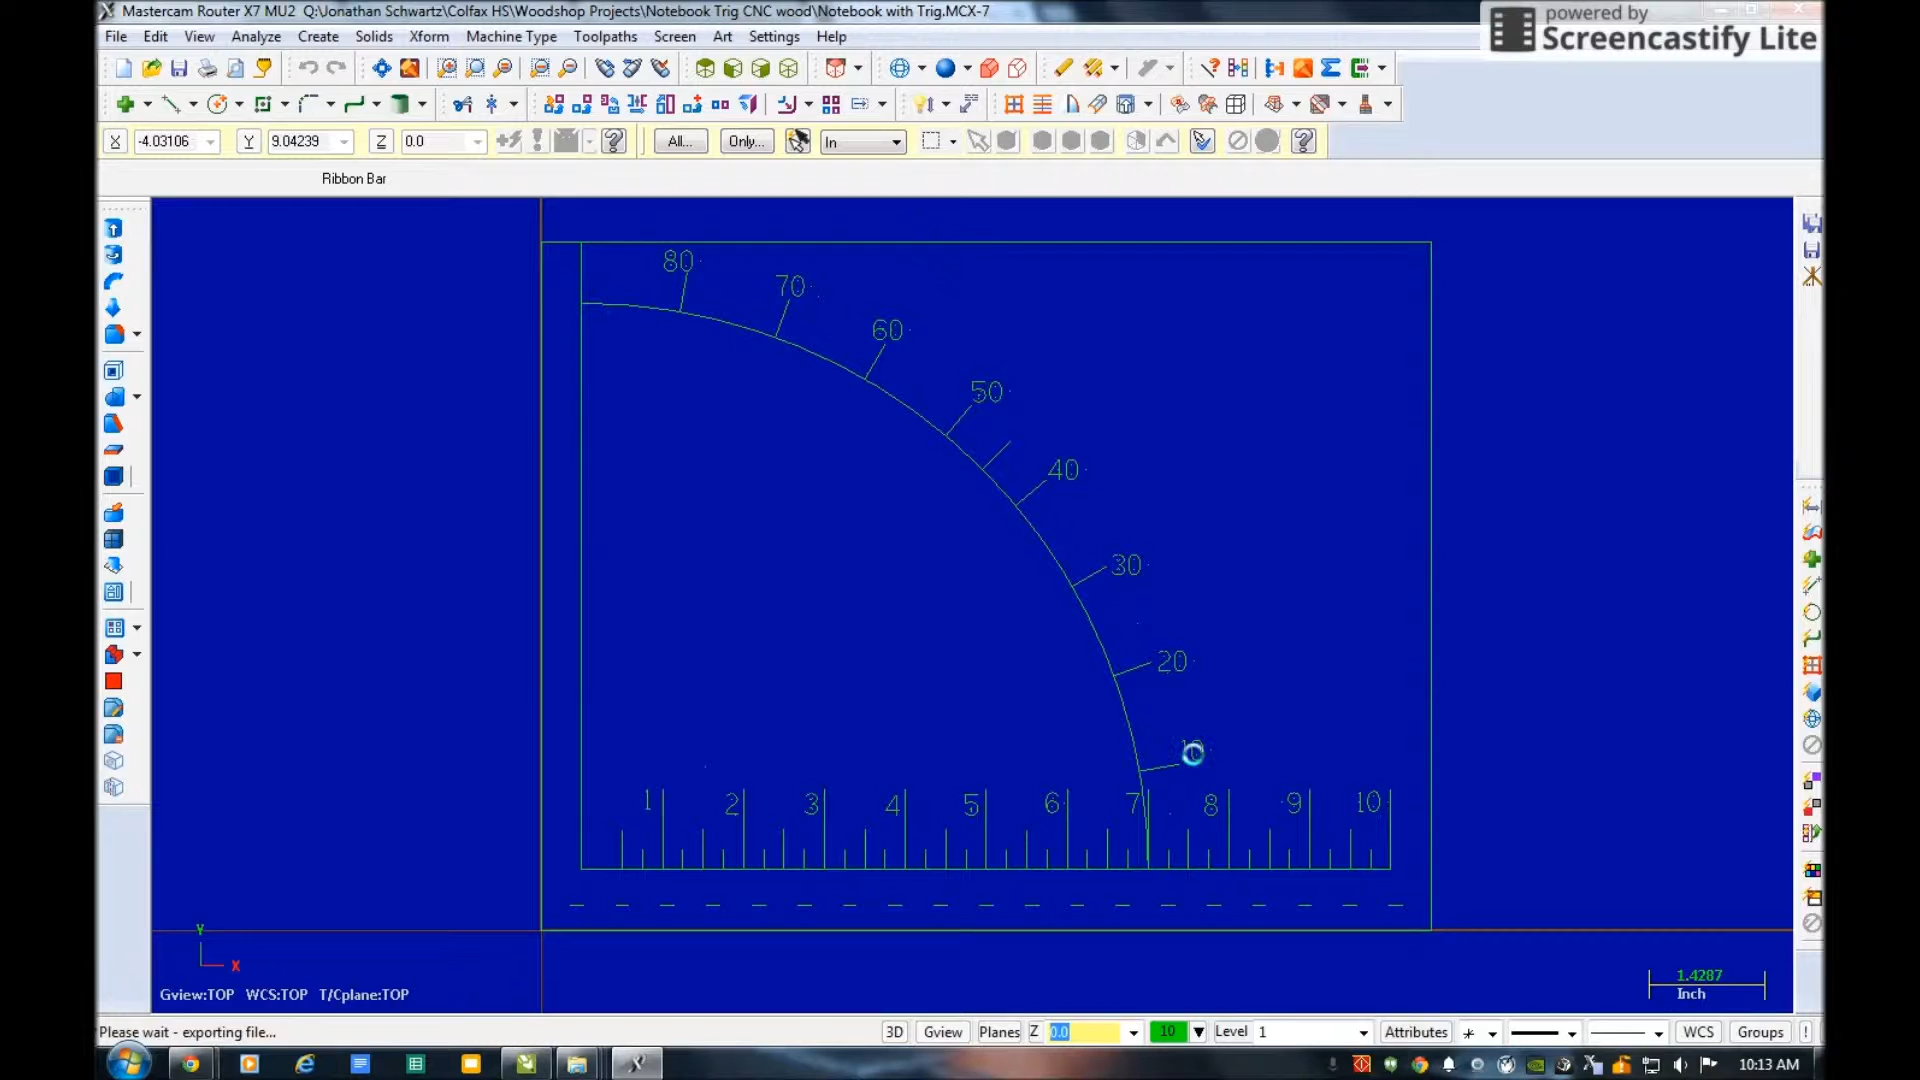 Mastercam Router X7 MU2 Q:\Jonathan Schwartz\Colfax HS\Woodshop Projects\Notebook Trig CNC wood\Notebook with Trig.MCX-7
powered by
Screencastify Lite
File Edit View Analyze Create Solids Xform Machine Type Toolpaths Screen Art Settings Help
X -4.03106 Y 9.04239 Z 0.0 All... Only... In
Ribbon Bar
80
70
60
50
40
30
20
10
1 2 3 4 5 6 7 8 9 10
Y
X
1.4287
Inch
Gview:TOP WCS:TOP T/Cplane:TOP
Please wait - exporting file... 3D Gview Planes Z 0.0 10 Level 1 Attributes WCS Groups !
10:13 AM